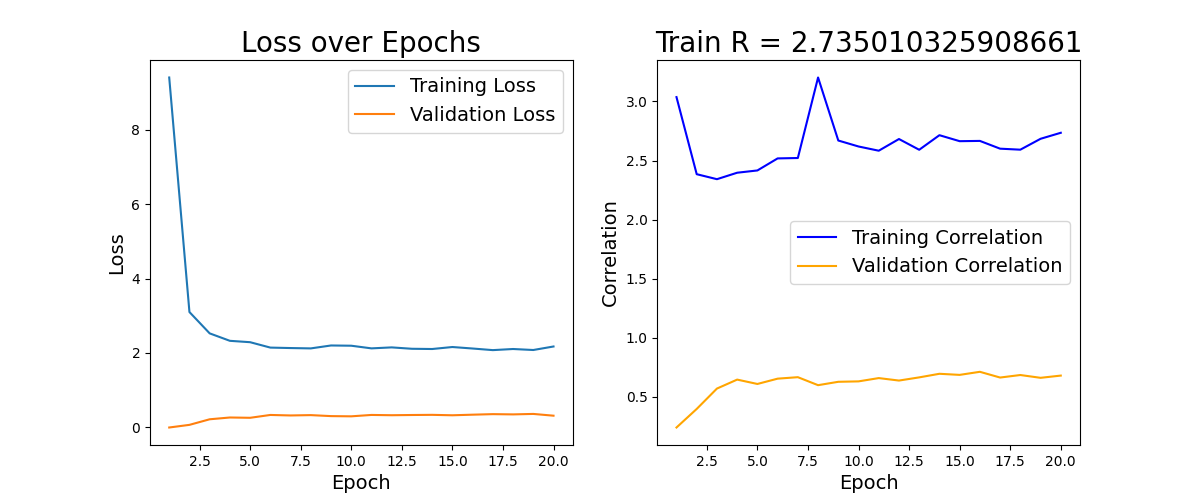 Loss over Epochs
Training Loss
Validation Loss
8
6
4
2
0
Loss
2.5
5.0
7.5
10.0
12.5
15.0
17.5
20.0
Epoch
Train R = 2.735010325908661
3.0
2.5
2.0
1.5
1.0
0.5
Correlation
Training Correlation
Validation Correlation
2.5
5.0
7.5
10.0
12.5
15.0
17.5
20.0
Epoch